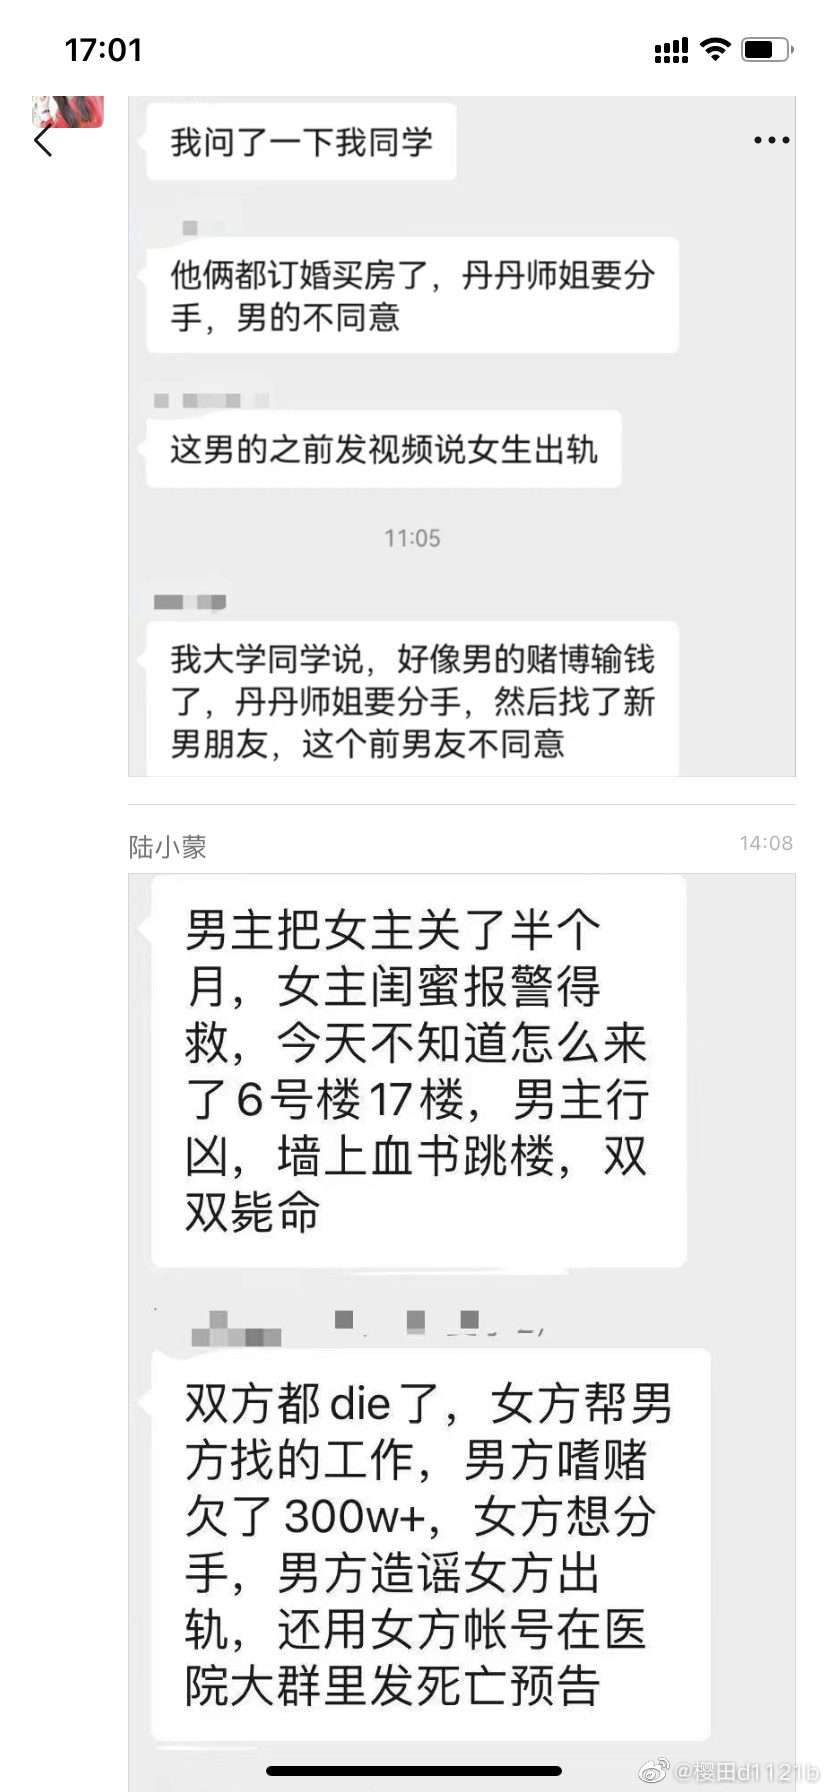 17:01
我问了一下我同学
他俩都订婚买房了，丹丹师姐要分
手，男的不同意
这男的之前发视频说女生出轨
11:05
我大学同学说，好像男的赌博输钱
了，丹丹师姐要分手，然后找了新
男朋友，这个前男友不同意
陆小蒙
14:08
男主把女主关了半个
月，女主闺蜜报警得
救，今天不知道怎么来
了6号楼17楼，男主行
凶，墙上血书跳楼，双
双毙命
双方都die了，女方帮男
方找的工作，男方嗜赌
欠了300w+，女方想分
手，男方造谣女方出
轨，还用女方帐号在医
院大群里发死亡预告
@樱田d1121b